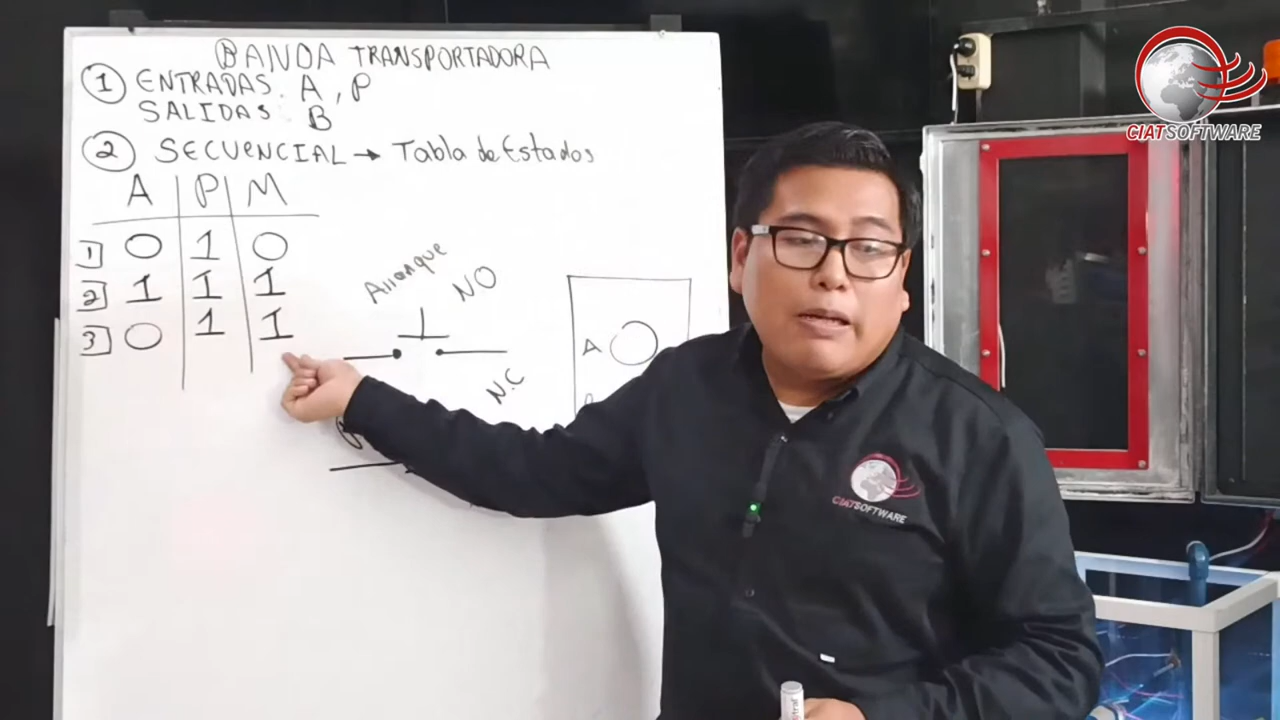 BANDA TRANSPORTADORA
1 ENTRADAS: A, P
SALIDAS: B
2 SECUENCIAL → Tabla de Estados
A P M
1 0 1 0
2 1 1 1
3 0 1 1
Arranque
NO
N.C
A
CIATSOFTWARE
CIATSOFTWARE